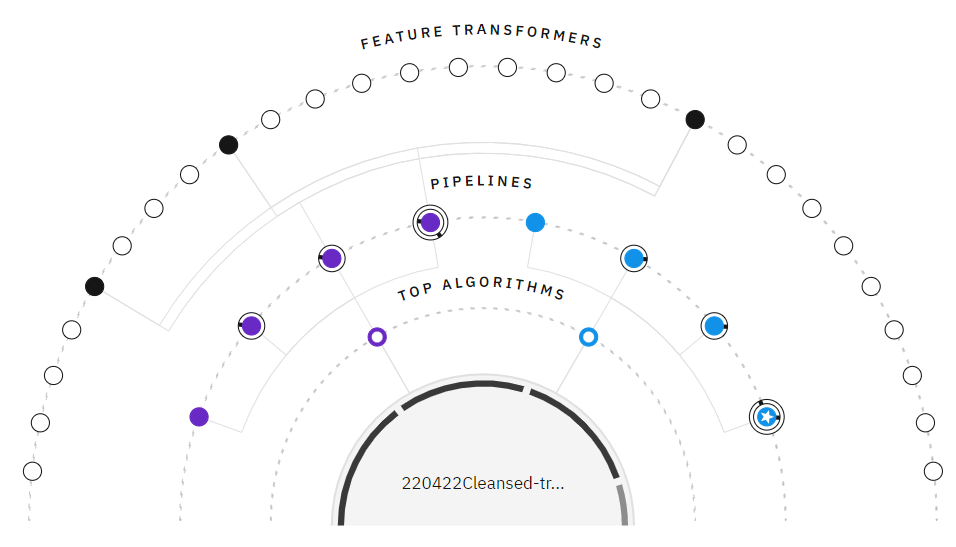 FEATURE TRANSFORMERS
PIPELINES
TOP ALGORITHMS
220422Cleansed-tr...